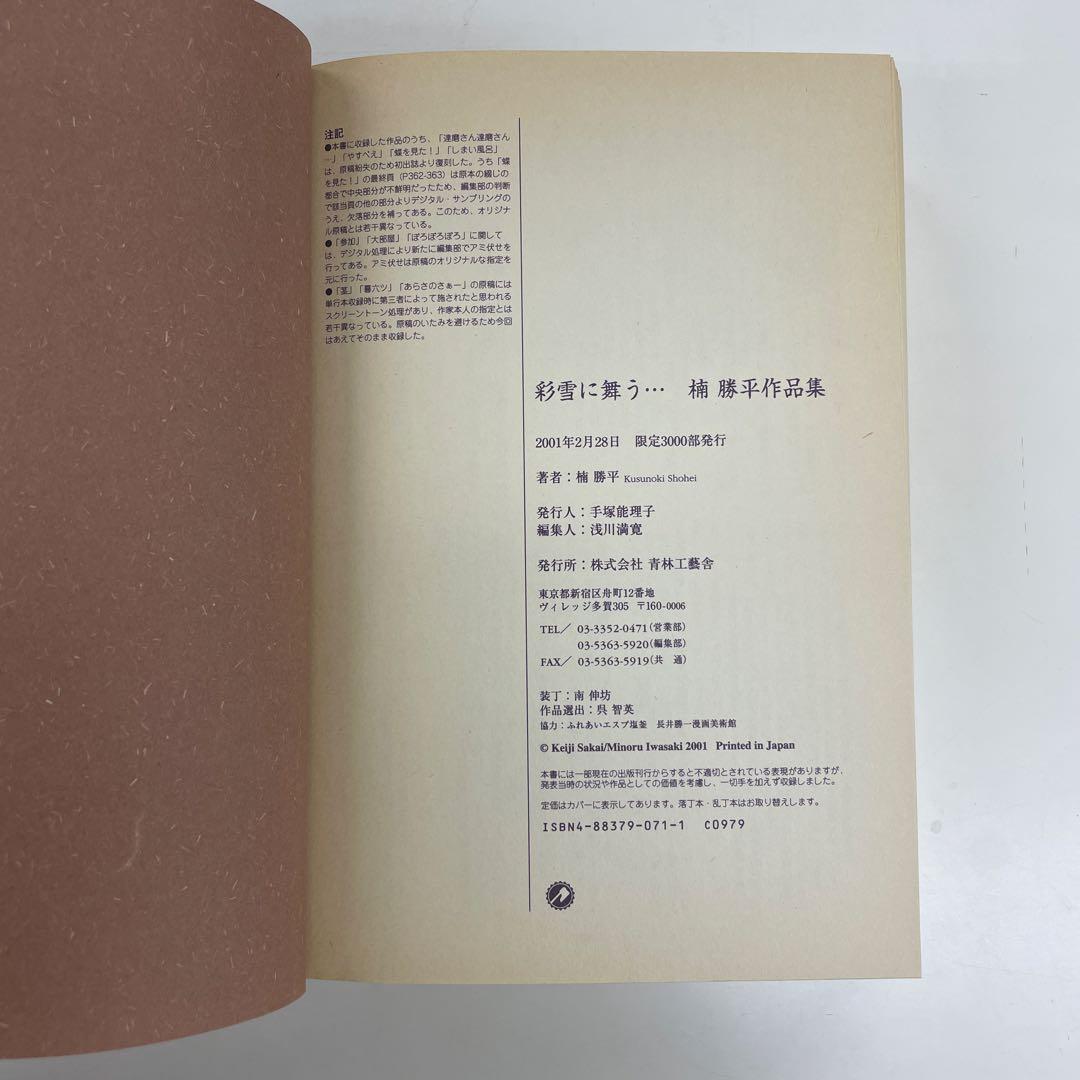 注記
●本書に収録した作品のうち、「達磨さん達磨さん
…」「やすべえ」「蝶を見た！」「しまい風呂」
は、原稿紛失のため初出誌より復刻した。うち「蝶
を見た！」の最終頁（P362-363）は原本の綴じの
都合で中央部分が不鮮明だったため、編集部の判断
で該当頁の他の部分よりデジタル・サンプリングの
うえ、欠落部分を補ってある。このため、オリジナ
ル原稿とは若干異なっている。
●「参加」「大部屋」「ぼろぼろぼろ」に関して
は、デジタル処理により新たに編集部でアミ伏せを
行ってある。アミ伏せは原稿のオリジナルな指定を
元に行った。
●「茎」「暮六ツ」「あらさのさぁー」の原稿には
単行本収録時に第三者によって施されたと思われる
スクリーントーン処理があり、作家本人の指定とは
若干異なっている。原稿のいたみを避けるため今回
はあえてそのまま収録した。
彩雪に舞う… 楠 勝平作品集
2001年2月28日 限定3000部発行
著者：楠 勝平 Kusunoki Shohei
発行人：手塚能理子
編集人：浅川満寛
発行所：株式会社 青林工藝舎
東京都新宿区舟町12番地
ヴィレッジ多賀305 〒160-0006
TEL／ 03-3352-0471（営業部）
03-5363-5920（編集部）
FAX／ 03-5363-5919（共 通）
装丁：南 伸坊
作品選出：呉 智英
協力：ふれあいエスプ塩釜 長井勝一漫画美術館
© Keiji Sakai/Minoru Iwasaki 2001 Printed in Japan
本書には一部現在の出版刊行からすると不適切とされている表現がありますが、
発表当時の状況や作品としての価値を考慮し、一切手を加えず収録しました。
定価はカバーに表示してあります。落丁本・乱丁本はお取り替えします。
ISBN4-88379-071-1 C0979